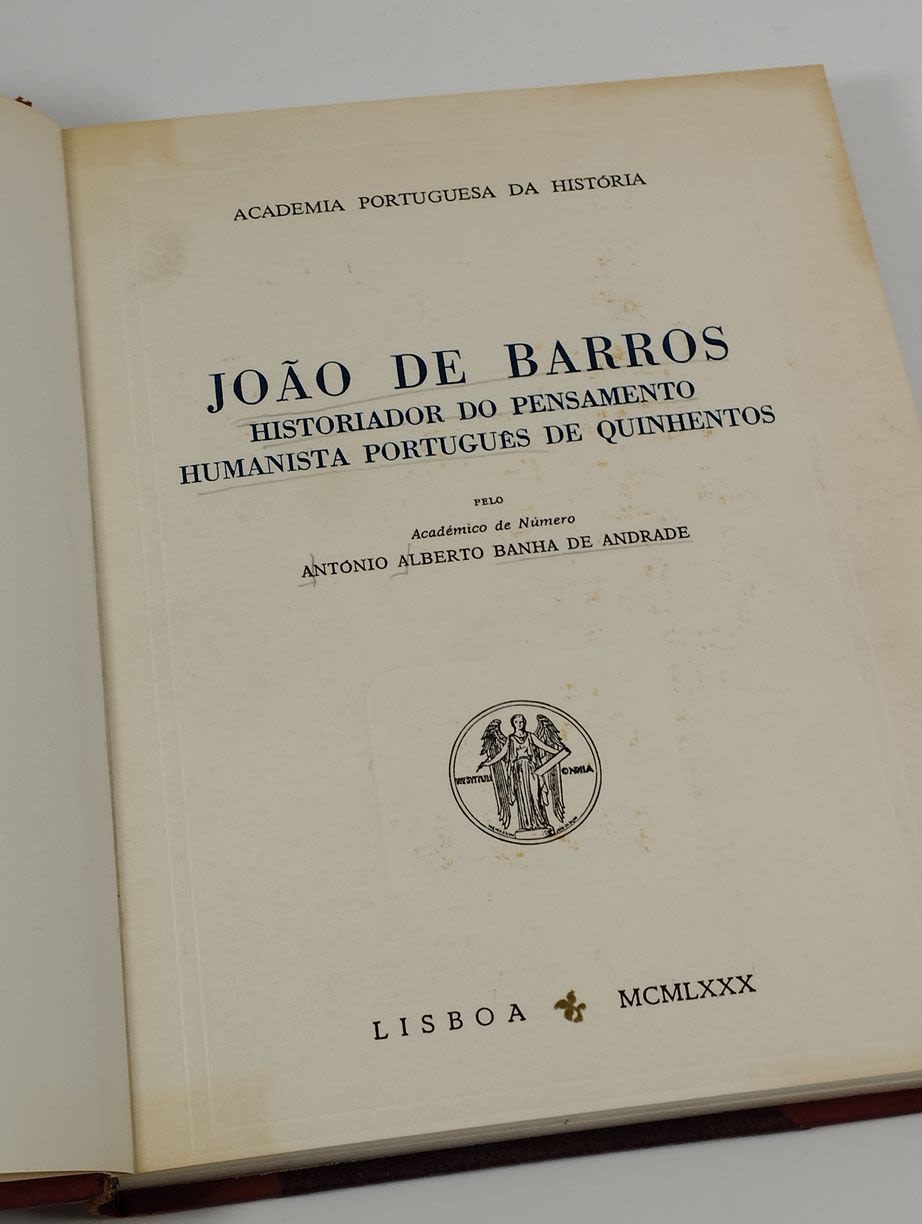 ACADEMIA PORTUGUESA DA HISTÓRIA
JOÃO DE BARROS
HISTORIADOR DO PENSAMENTO
HUMANISTA PORTUGUÊS DE QUINHENTOS
PELO
Académico de Número
ANTÓNIO ALBERTO BANHA DE ANDRADE
LISBOA MCMLXXX